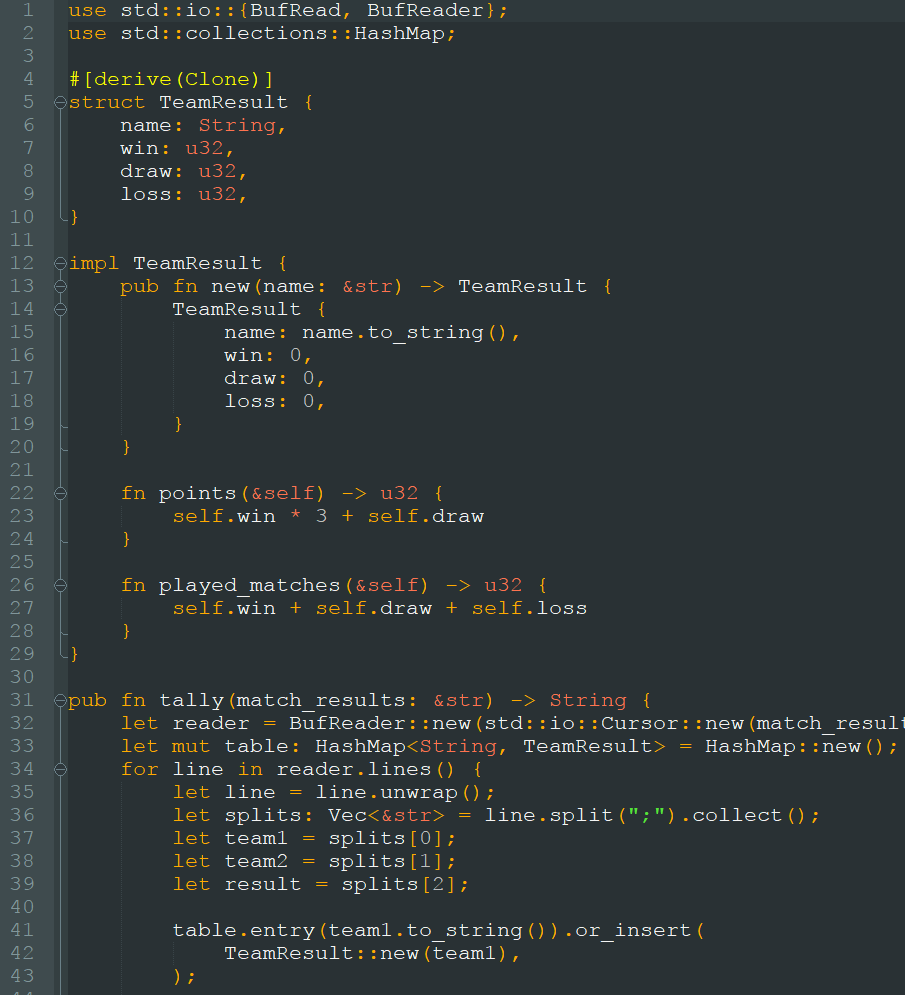 1 use std::io::{BufRead, BufReader};
2 use std::collections::HashMap;
3
4 #[derive(Clone)]
5 struct TeamResult {
6     name: String,
7     win: u32,
8     draw: u32,
9     loss: u32,
10 }
11
12 impl TeamResult {
13     pub fn new(name: &str) -> TeamResult {
14         TeamResult {
15             name: name.to_string(),
16             win: 0,
17             draw: 0,
18             loss: 0,
19         }
20     }
21
22     fn points(&self) -> u32 {
23         self.win * 3 + self.draw
24     }
25
26     fn played_matches(&self) -> u32 {
27         self.win + self.draw + self.loss
28     }
29 }
30
31 pub fn tally(match_results: &str) -> String {
32     let reader = BufReader::new(std::io::Cursor::new(match_result
33     let mut table: HashMap<String, TeamResult> = HashMap::new();
34     for line in reader.lines() {
35         let line = line.unwrap();
36         let splits: Vec<&str> = line.split(";").collect();
37         let team1 = splits[0];
38         let team2 = splits[1];
39         let result = splits[2];
40
41         table.entry(team1.to_string()).or_insert(
42             TeamResult::new(team1),
43         );